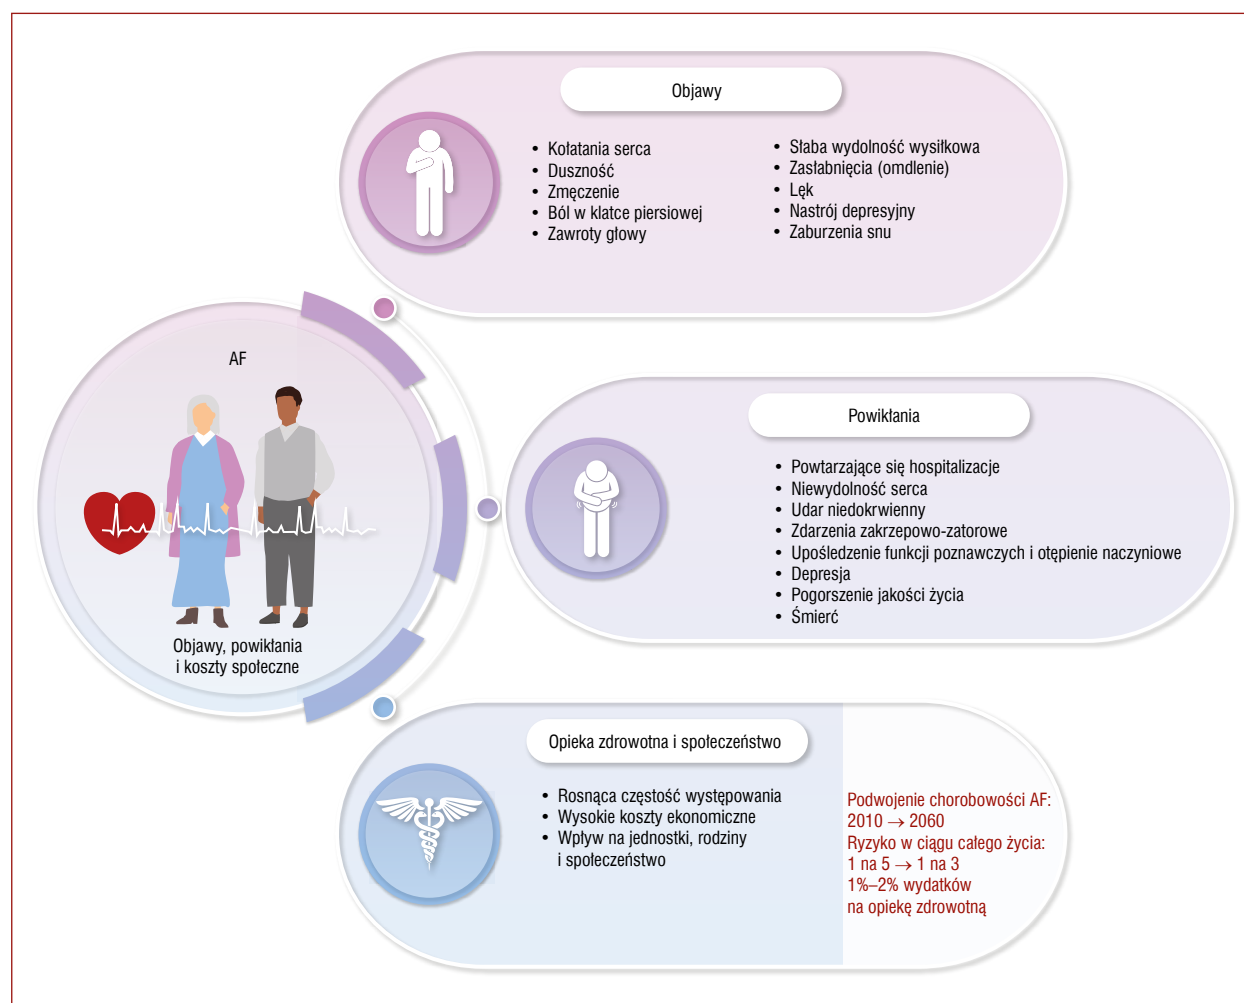 Objawy
• Kołatania serca
• Duszność
• Zmęczenie
• Ból w klatce piersiowej
• Zawroty głowy
• Słaba wydolność wysiłkowa
• Zasłabnięcia (omdlenie)
• Lęk
• Nastrój depresyjny
• Zaburzenia snu
AF
Objawy, powikłania
i koszty społeczne
Powikłania
• Powtarzające się hospitalizacje
• Niewydolność serca
• Udar niedokrwienny
• Zdarzenia zakrzepowo-zatorowe
• Upośledzenie funkcji poznawczych i otępienie naczyniowe
• Depresja
• Pogorszenie jakości życia
• Śmierć
Opieka zdrowotna i społeczeństwo
• Rosnąca częstość występowania
• Wysokie koszty ekonomiczne
• Wpływ na jednostki, rodziny
i społeczeństwo
Podwojenie chorobowości AF:
2010 → 2060
Ryzyko w ciągu całego życia:
1 na 5 → 1 na 3
1%–2% wydatków
na opiekę zdrowotną